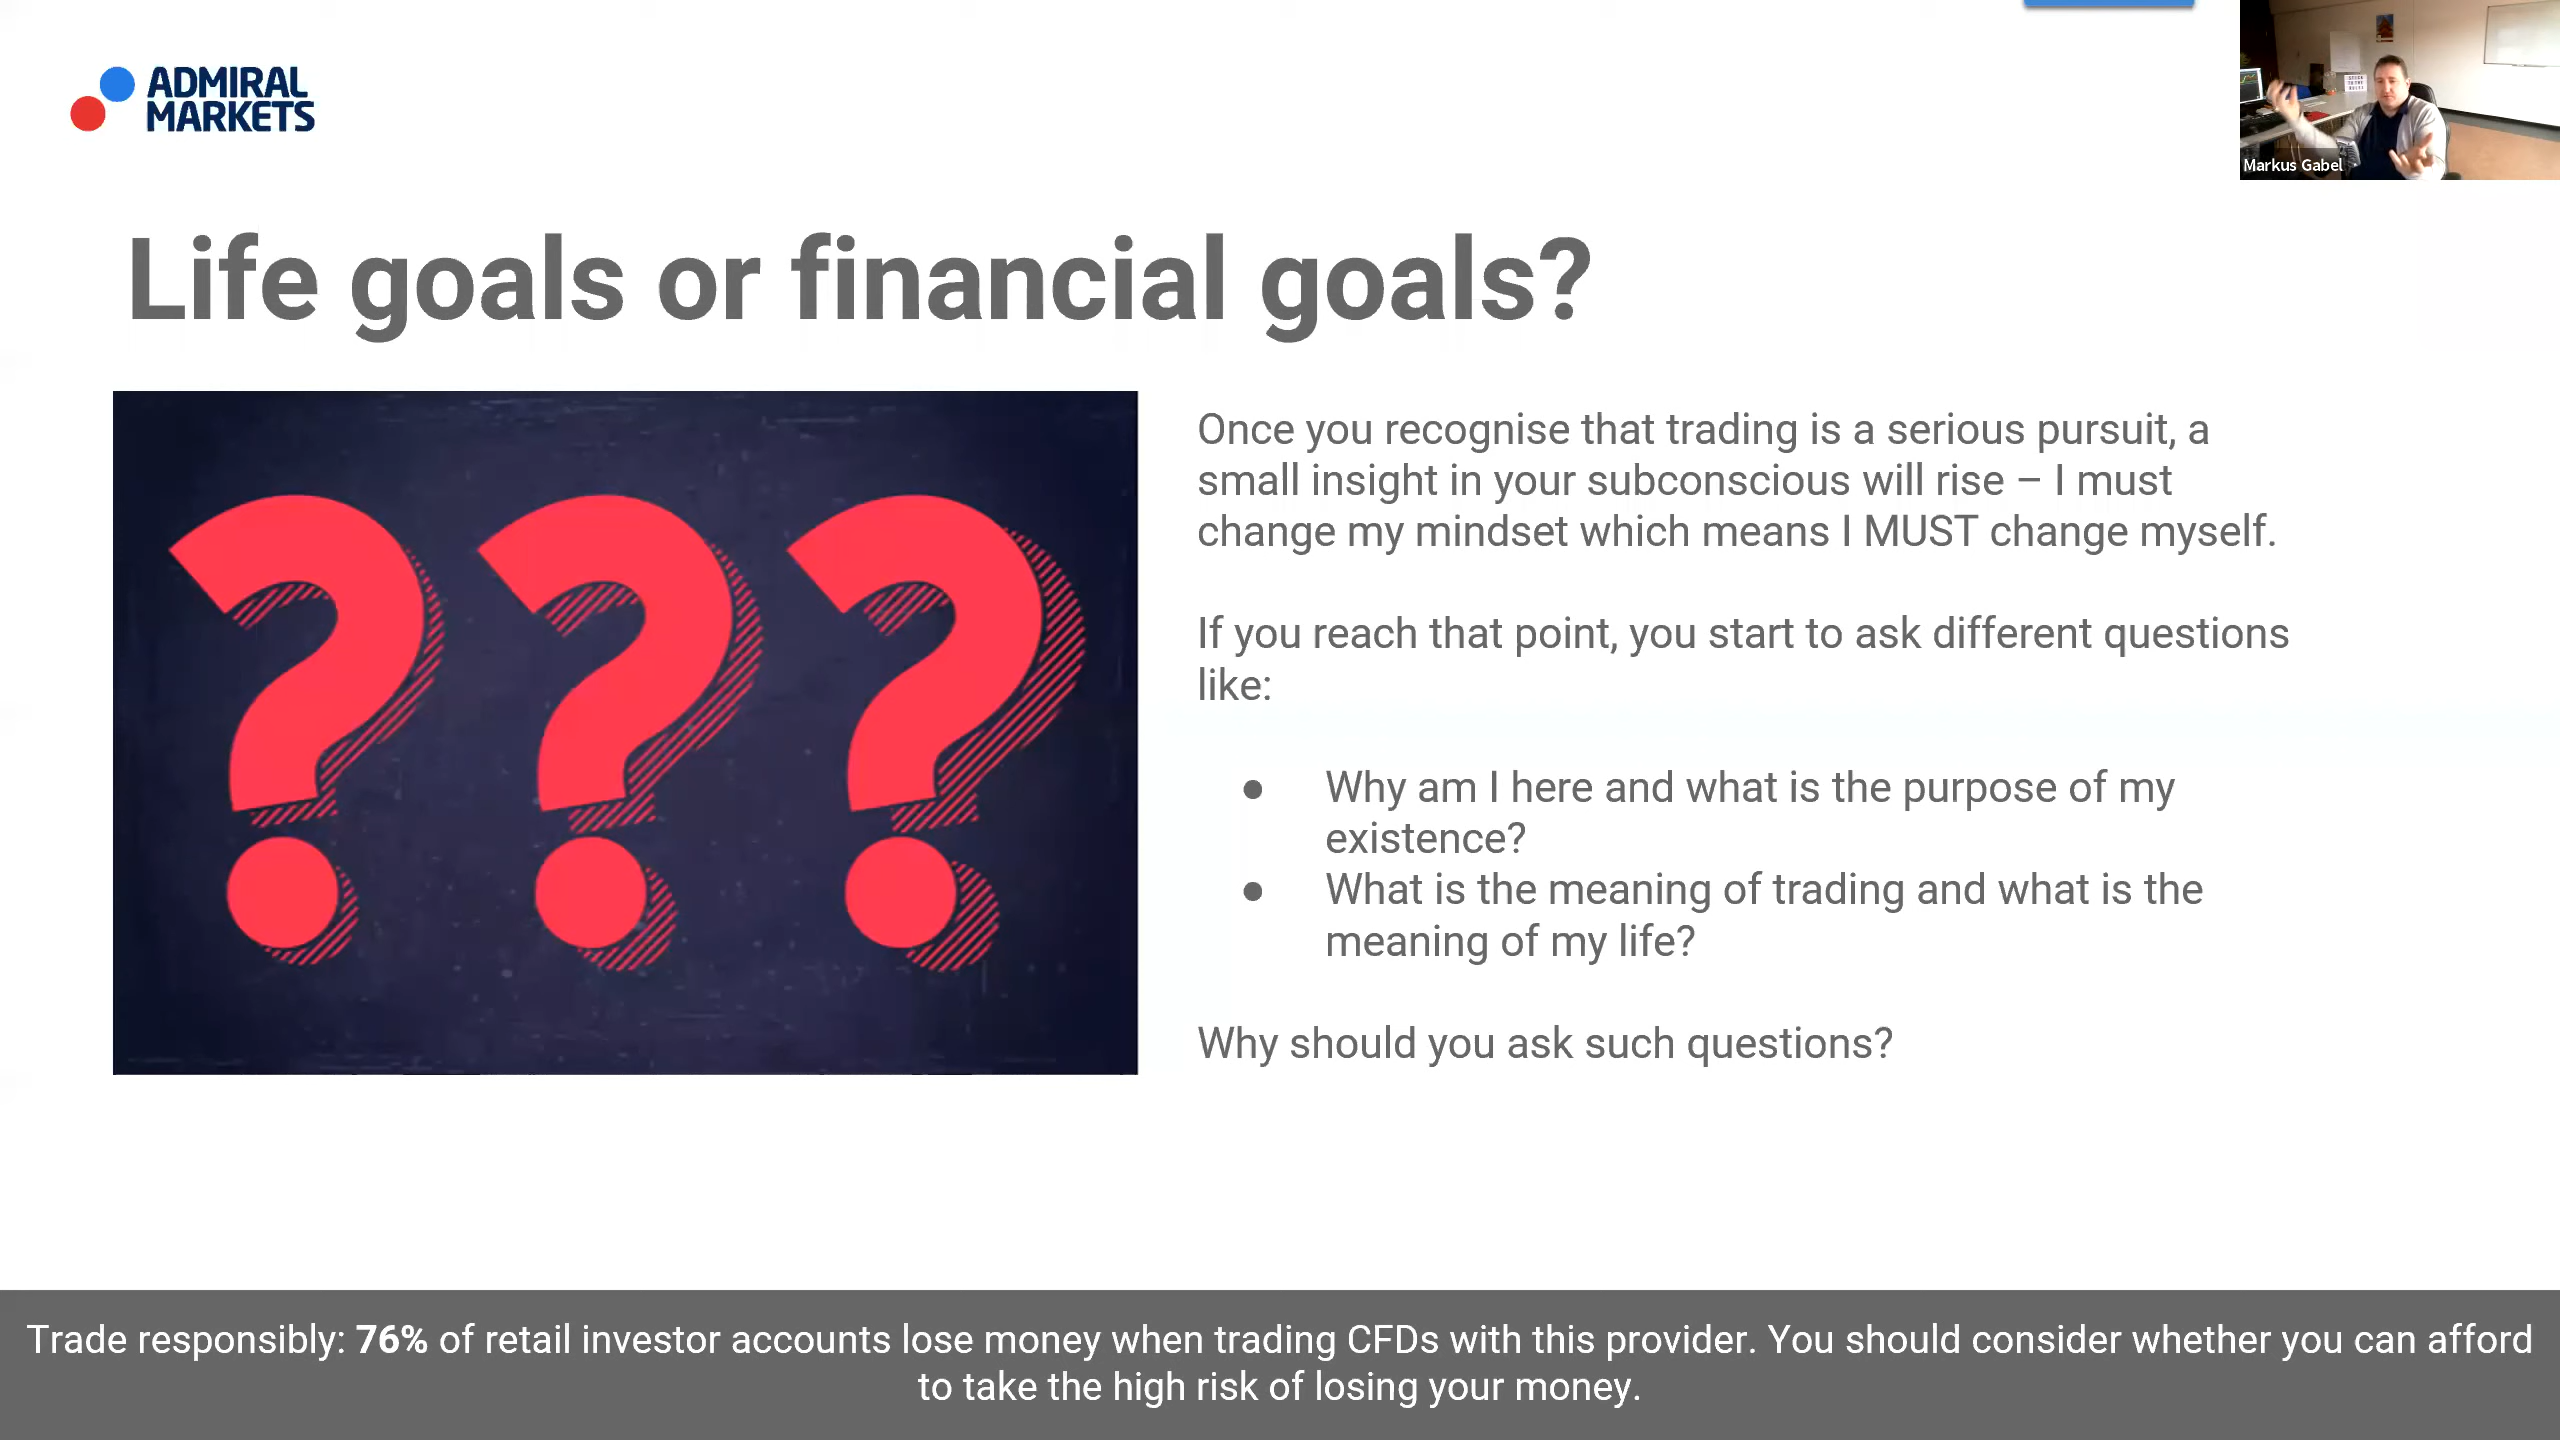 ADMIRAL
MARKETS
Markus Gabel
Life goals or financial goals?
Once you recognise that trading is a serious pursuit, a
small insight in your subconscious will rise – I must
change my mindset which means I MUST change myself.
If you reach that point, you start to ask different questions
like:
● Why am I here and what is the purpose of my
existence?
● What is the meaning of trading and what is the
meaning of my life?
Why should you ask such questions?
Trade responsibly: 76% of retail investor accounts lose money when trading CFDs with this provider. You should consider whether you can afford
to take the high risk of losing your money.